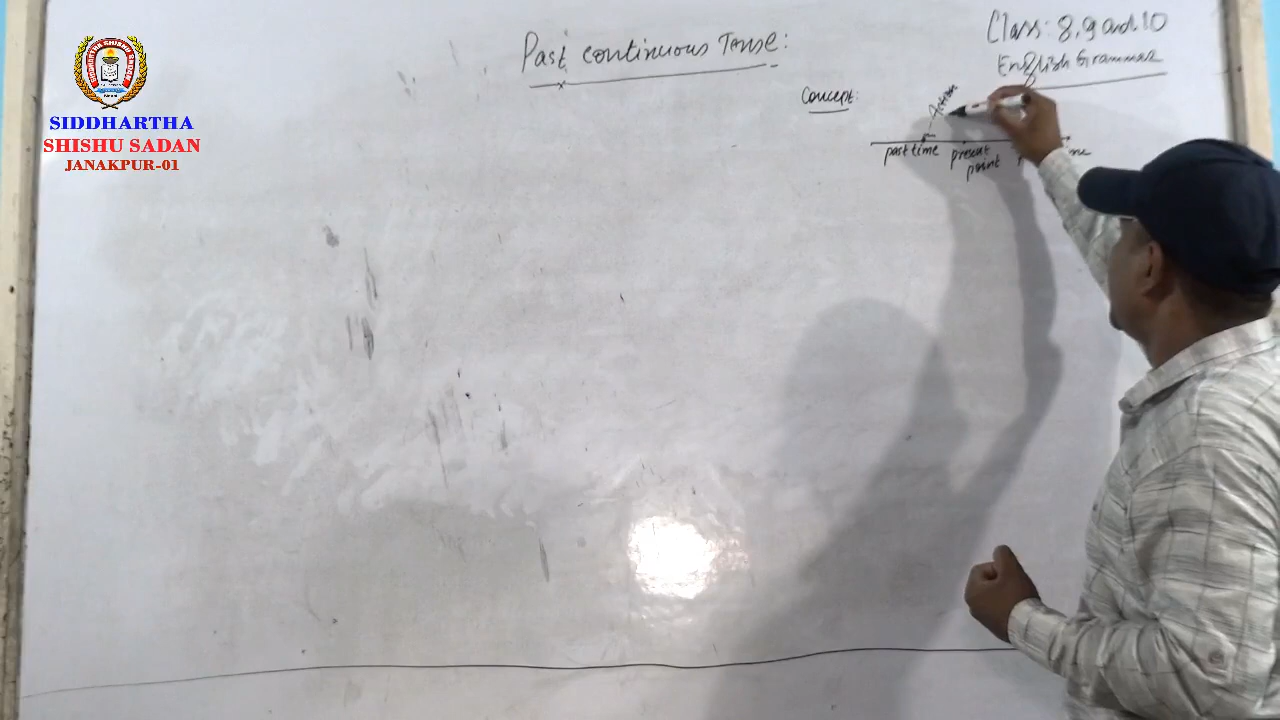 SIDDHARTHA
SHISHU SADAN
JANAKPUR-01
Past continuous Tense:
Class: 8, 9 and 10
English Grammar
Concept:
Action
past time
present
point